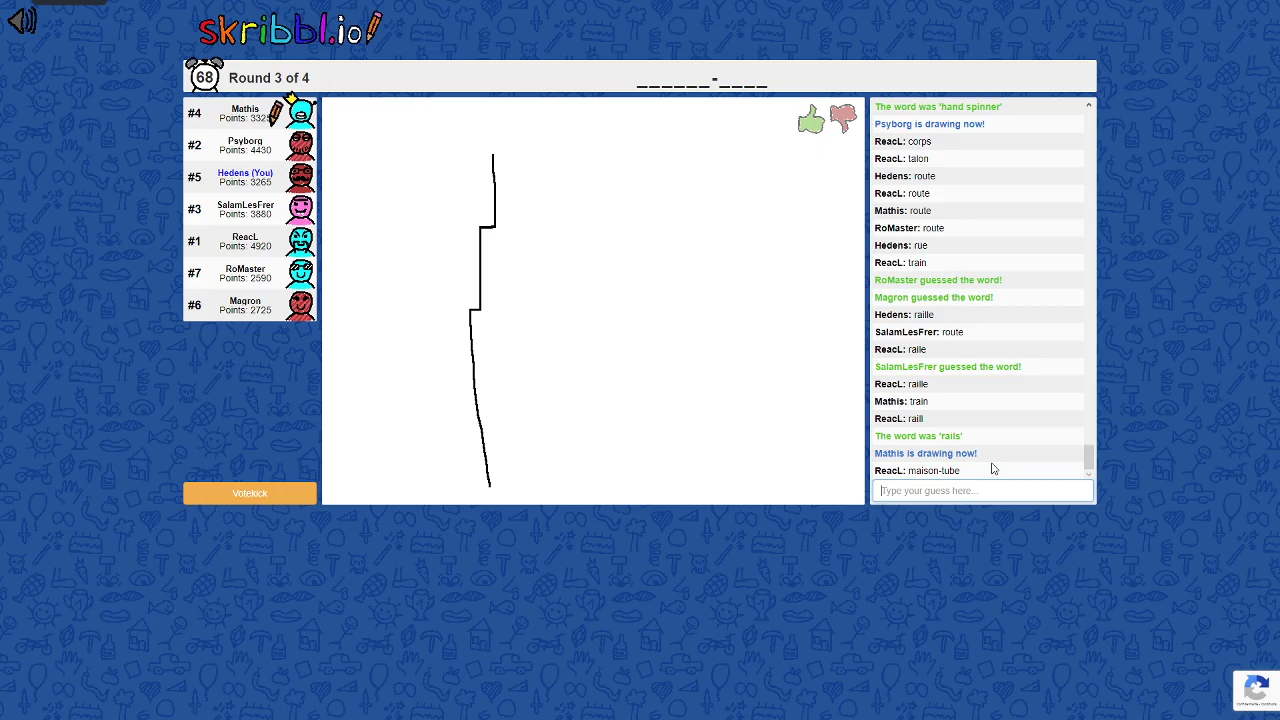 skribbl.io
68
Round 3 of 4
______-____
#4
Mathis
Points: 3325
#2
Psyborg
Points: 4430
#5
Hedens (You)
Points: 3265
#3
SalamLesFrer
Points: 3880
#1
ReacL
Points: 4920
#7
RoMaster
Points: 2590
#6
Magron
Points: 2725
Votekick
The word was 'hand spinner'
Psyborg is drawing now!
ReacL: corps
ReacL: talon
Hedens: route
ReacL: route
Mathis: route
RoMaster: route
Hedens: rue
ReacL: train
RoMaster guessed the word!
Magron guessed the word!
Hedens: raille
SalamLesFrer: route
ReacL: raile
SalamLesFrer guessed the word!
ReacL: raille
Mathis: train
ReacL: raill
The word was 'rails'
Mathis is drawing now!
ReacL: maison-tube
Type your guess here...